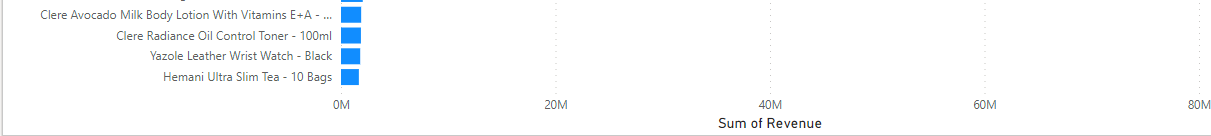 Clere Avocado Milk Body Lotion With Vitamins E+A - ...
Clere Radiance Oil Control Toner - 100ml
Yazole Leather Wrist Watch - Black
Hemani Ultra Slim Tea - 10 Bags
0M 20M 40M 60M 80M
Sum of Revenue